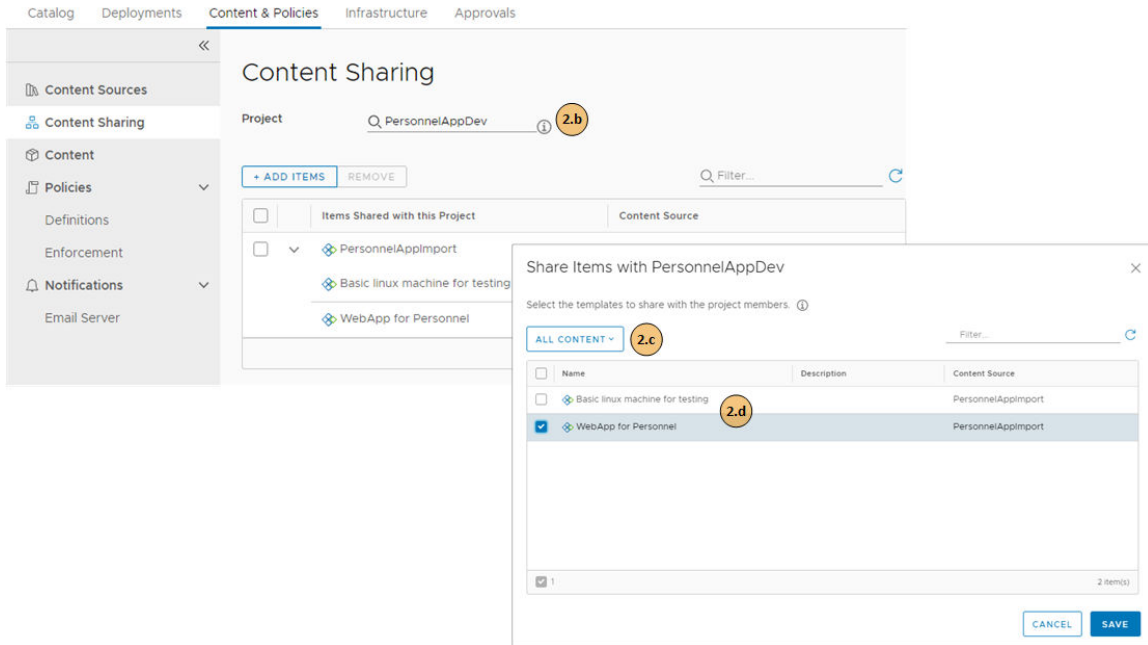 Catalog Deployments Content & Policies Infrastructure Approvals
Content Sources
Content Sharing
Content
Policies
Definitions
Enforcement
Notifications
Email Server
Content Sharing
Project PersonnelAppDev 2.b
+ ADD ITEMS REMOVE Filter...
Items Shared with this Project Content Source
PersonnelAppImport
Basic linux machine for testing
WebApp for Personnel
Share Items with PersonnelAppDev
Select the templates to share with the project members.
ALL CONTENT 2.c Filter...
Name Description Content Source
Basic linux machine for testing PersonnelAppImport
2.d
WebApp for Personnel PersonnelAppImport
1 2 item(s)
CANCEL SAVE